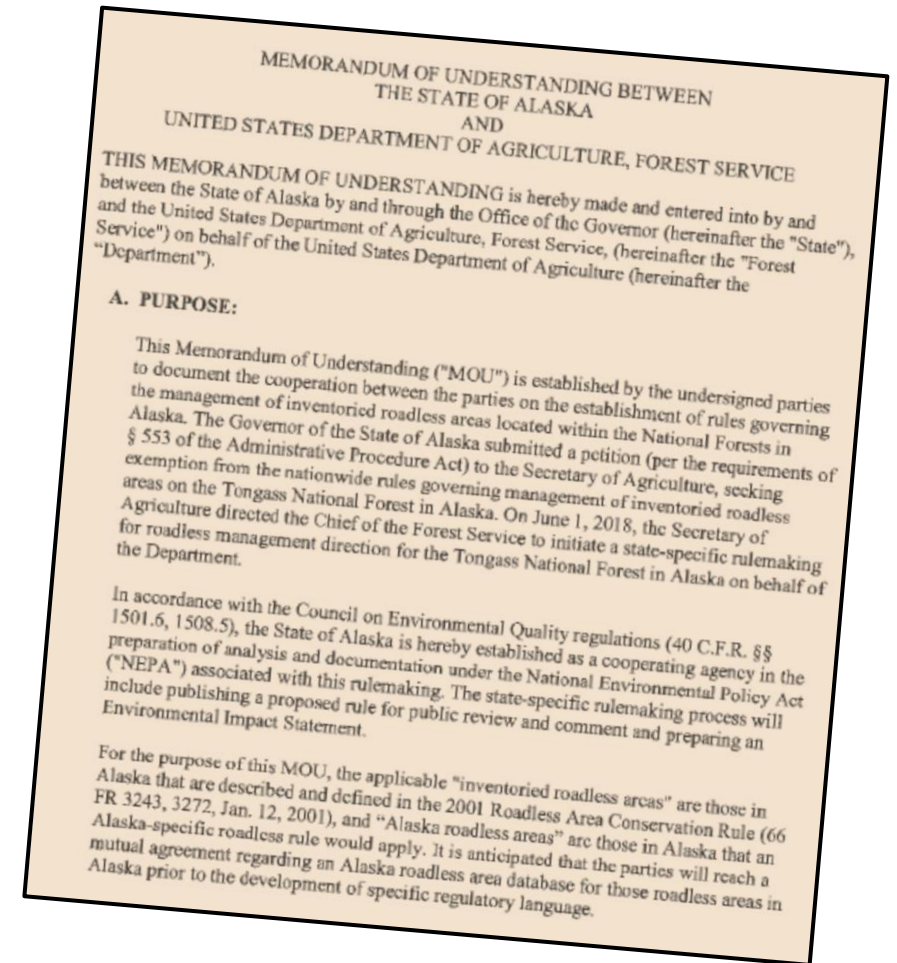 MEMORANDUM OF UNDERSTANDING BETWEEN
THE STATE OF ALASKA
AND
UNITED STATES DEPARTMENT OF AGRICULTURE, FOREST SERVICE
THIS MEMORANDUM OF UNDERSTANDING is hereby made and entered into by and
between the State of Alaska by and through the Office of the Governor (hereinafter the "State"),
and the United States Department of Agriculture, Forest Service, (hereinafter the "Forest
Service") on behalf of the United States Department of Agriculture (hereinafter the
“Department”).
A. PURPOSE:
This Memorandum of Understanding ("MOU") is established by the undersigned parties
to document the cooperation between the parties on the establishment of rules governing
the management of inventoried roadless areas located within the National Forests in
Alaska. The Governor of the State of Alaska submitted a petition (per the requirements of
§ 553 of the Administrative Procedure Act) to the Secretary of Agriculture, seeking
exemption from the nationwide rules governing management of inventoried roadless
areas on the Tongass National Forest in Alaska. On June 1, 2018, the Secretary of
Agriculture directed the Chief of the Forest Service to initiate a state-specific rulemaking
for roadless management direction for the Tongass National Forest in Alaska on behalf of
the Department.
In accordance with the Council on Environmental Quality regulations (40 C.F.R. §§
1501.6, 1508.5), the State of Alaska is hereby established as a cooperating agency in the
preparation of analysis and documentation under the National Environmental Policy Act
("NEPA") associated with this rulemaking. The state-specific rulemaking process will
include publishing a proposed rule for public review and comment and preparing an
Environmental Impact Statement.
For the purpose of this MOU, the applicable “inventoried roadless areas” are those in
Alaska that are described and defined in the 2001 Roadless Area Conservation Rule (66
FR 3243, 3272, Jan. 12, 2001), and “Alaska roadless areas” are those in Alaska that an
Alaska-specific roadless rule would apply. It is anticipated that the parties will reach a
mutual agreement regarding an Alaska roadless area database for those roadless areas in
Alaska prior to the development of specific regulatory language.